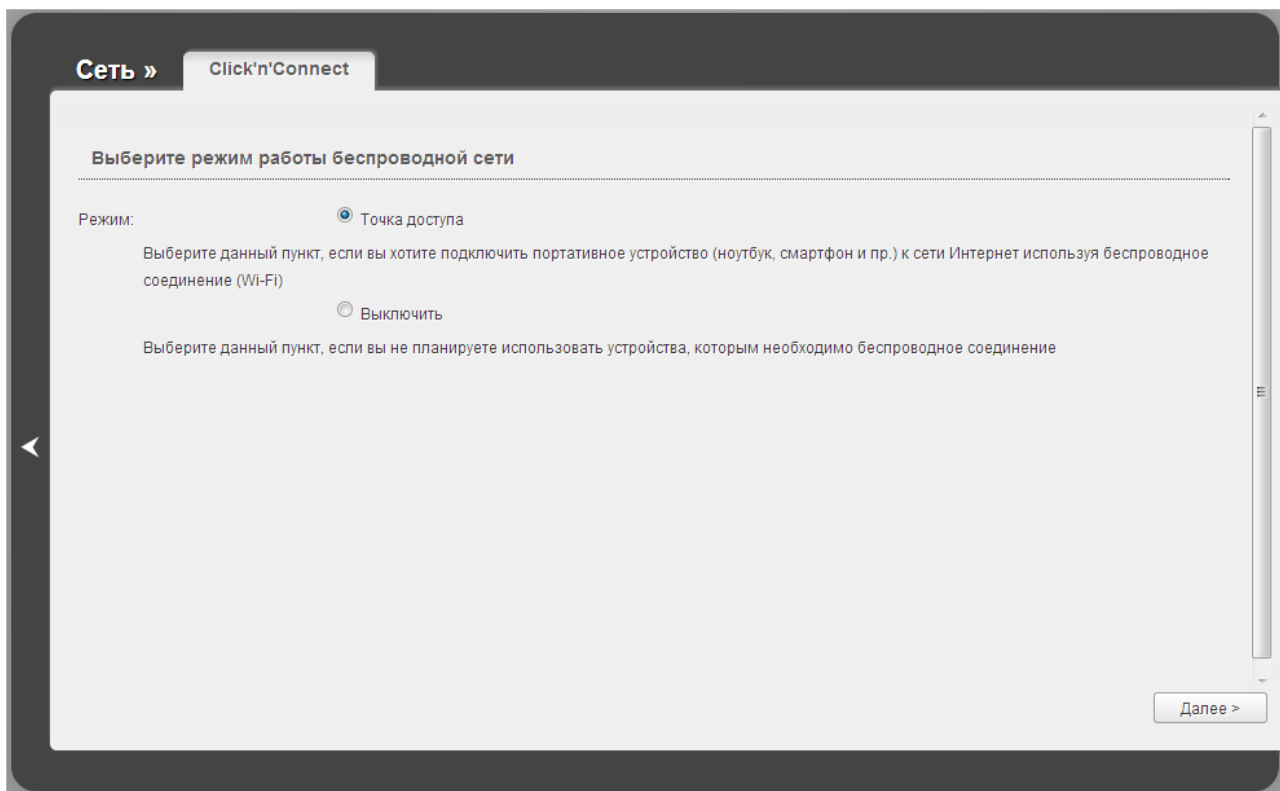 Сеть »
Click'n'Connect
Выберите режим работы беспроводной сети
Режим:
Точка доступа
Выберите данный пункт, если вы хотите подключить портативное устройство (ноутбук, смартфон и пр.) к сети Интернет используя беспроводное
соединение (Wi-Fi)
Выключить
Выберите данный пункт, если вы не планируете использовать устройства, которым необходимо беспроводное соединение
Далее >